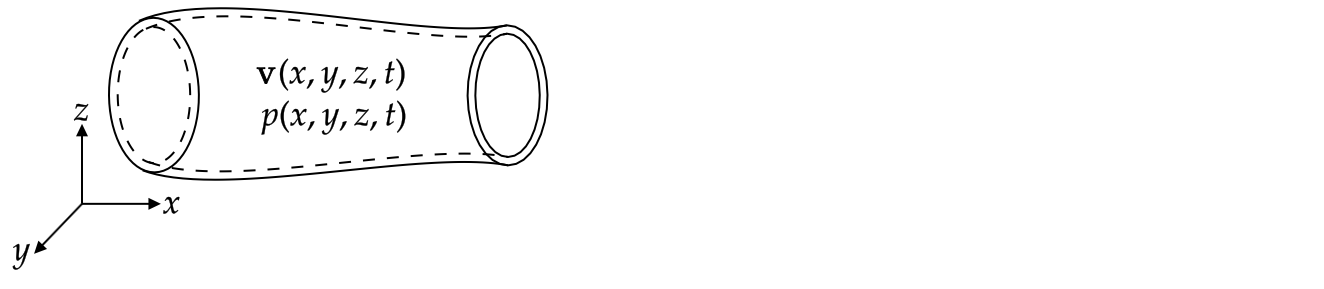 𝐯(x, y, z, t)
p(x, y, z, t)
z
x
y